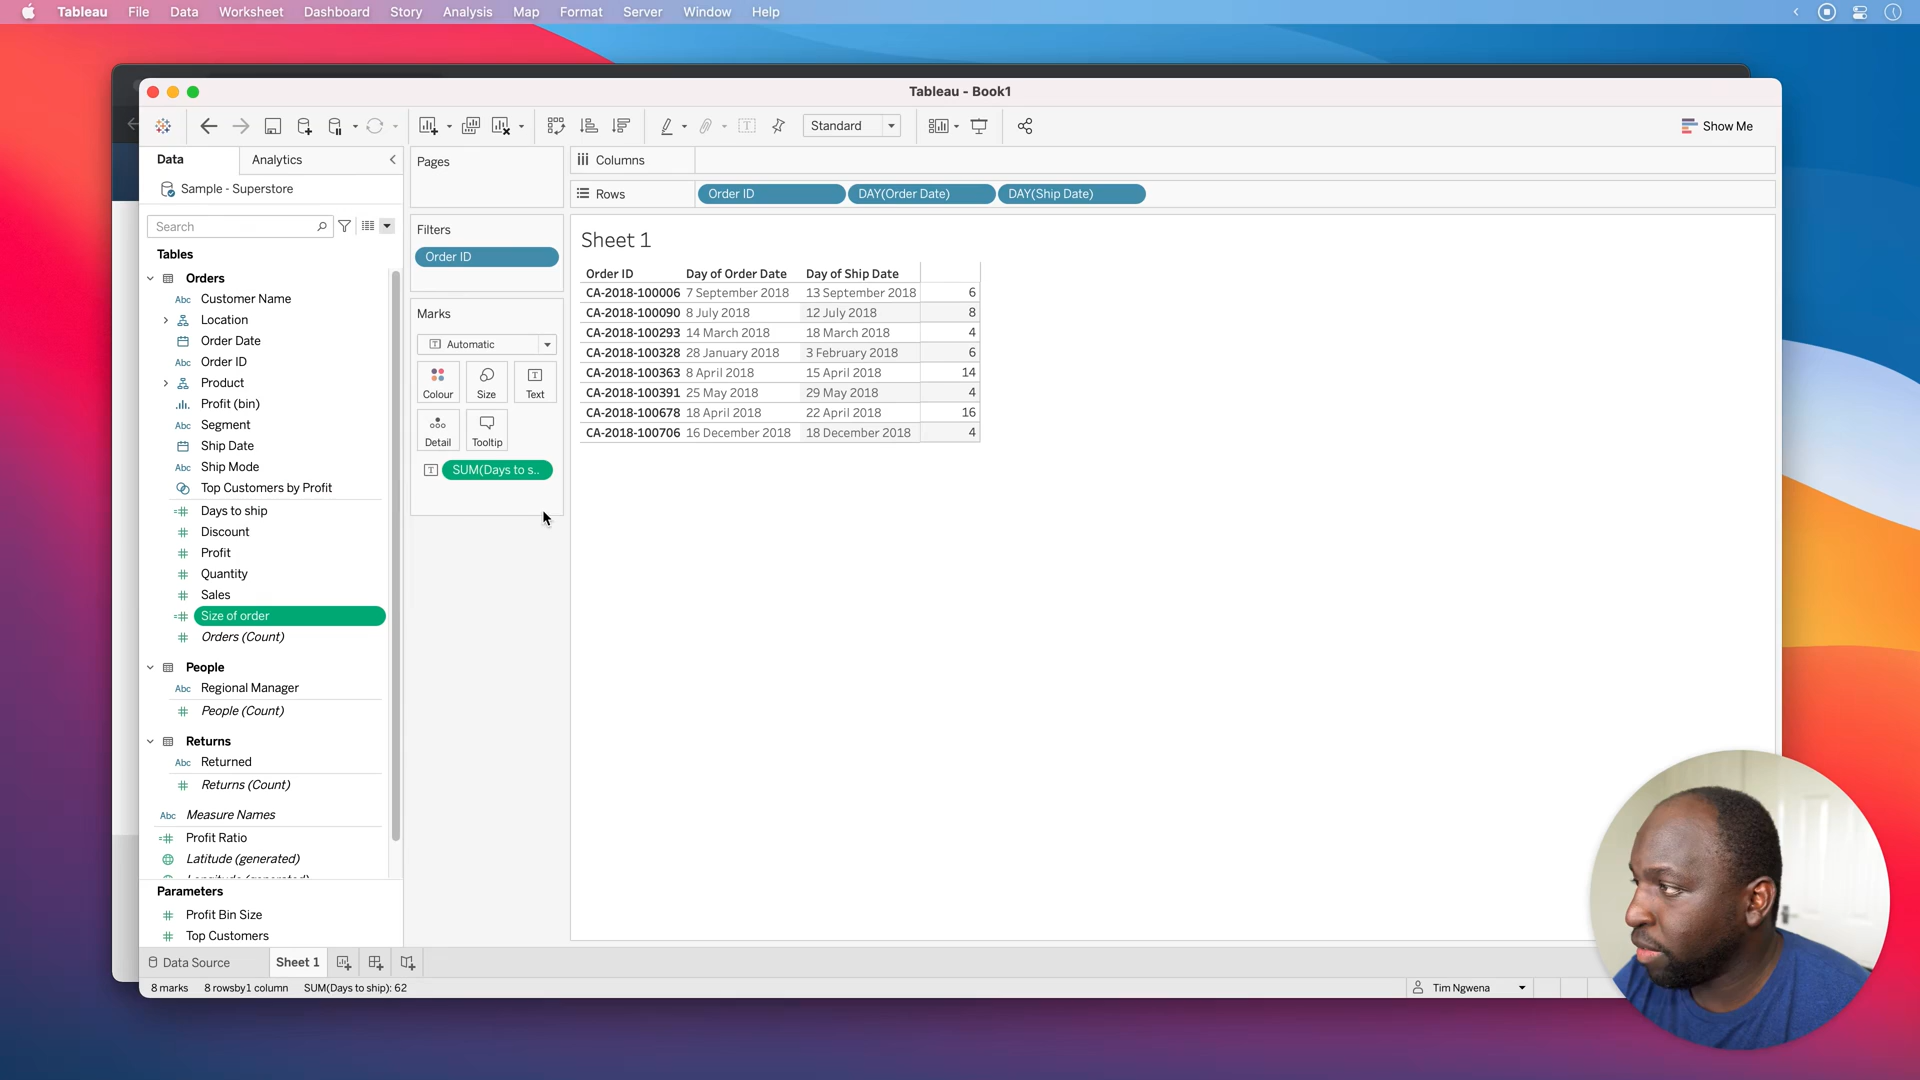 Tableau File Data Worksheet Dashboard Story Analysis Map Format Server Window Help
Tableau - Book1
Standard
Show Me
Data Analytics
Sample - Superstore
Search
Tables
Orders
Customer Name
Location
Order Date
Order ID
Product
Profit (bin)
Segment
Ship Date
Ship Mode
Top Customers by Profit
Days to ship
Discount
Profit
Quantity
Sales
Size of order
Orders (Count)
People
Regional Manager
People (Count)
Returns
Returned
Returns (Count)
Measure Names
Profit Ratio
Latitude (generated)
Parameters
Profit Bin Size
Top Customers
Pages
Filters
Order ID
Marks
Automatic
Colour Size Text
Detail Tooltip
SUM(Days to s..
Columns
Rows Order ID DAY(Order Date) DAY(Ship Date)
Sheet 1
Order ID Day of Order Date Day of Ship Date
CA-2018-100006 7 September 2018 13 September 2018 6
CA-2018-100090 8 July 2018 12 July 2018 8
CA-2018-100293 14 March 2018 18 March 2018 4
CA-2018-100328 28 January 2018 3 February 2018 6
CA-2018-100363 8 April 2018 15 April 2018 14
CA-2018-100391 25 May 2018 29 May 2018 4
CA-2018-100678 18 April 2018 22 April 2018 16
CA-2018-100706 16 December 2018 18 December 2018 4
Data Source Sheet 1
8 marks 8 rowsby1 column SUM(Days to ship): 62
Tim Ngwena